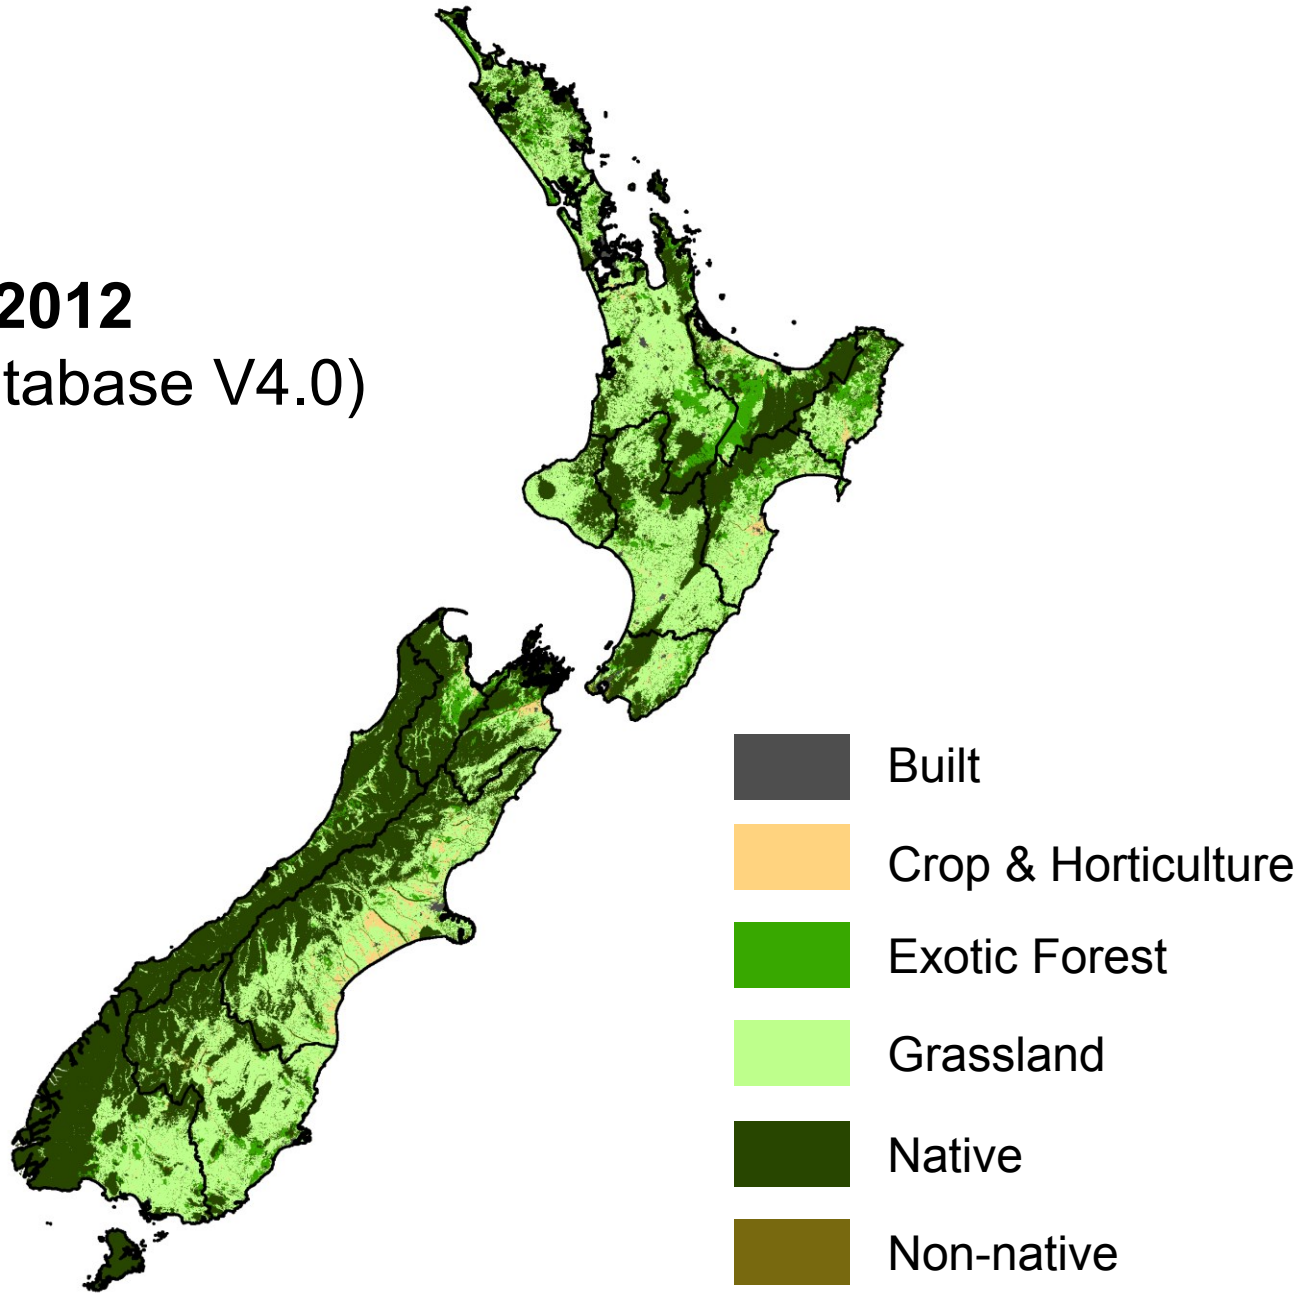 2012
tabase V4.0)
Built
Crop & Horticulture
Exotic Forest
Grassland
Native
Non-native